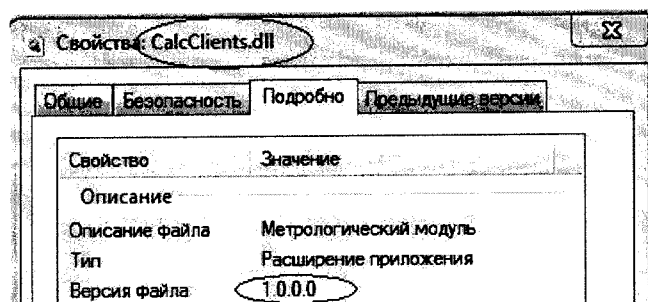 Свойства: CalcClients.dll
Общие Безопасность Подробно Предыдущие версии
Свойство Значение
Описание
Описание файла Метрологический модуль
Тип Расширение приложения
Версия файла 1.0.0.0